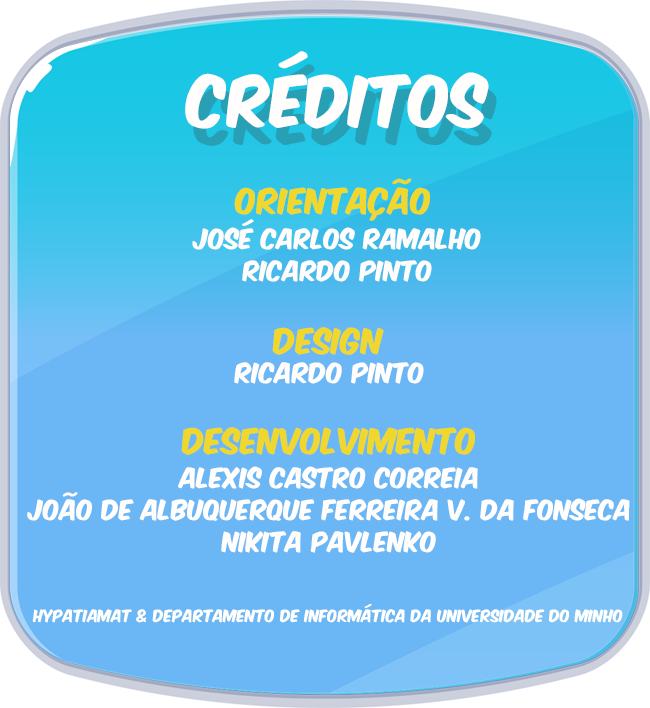 CRÉDITOS
ORIENTAÇÃO
JOSÉ CARLOS RAMALHO
RICARDO PINTO
DESIGN
RICARDO PINTO
DESENVOLVIMENTO
ALEXIS CASTRO CORREIA
JOÃO DE ALBUQUERQUE FERREIRA V. DA FONSECA
NIKITA PAVLENKO
HYPATIAMAT & DEPARTAMENTO DE INFORMÁTICA DA UNIVERSIDADE DO MINHO